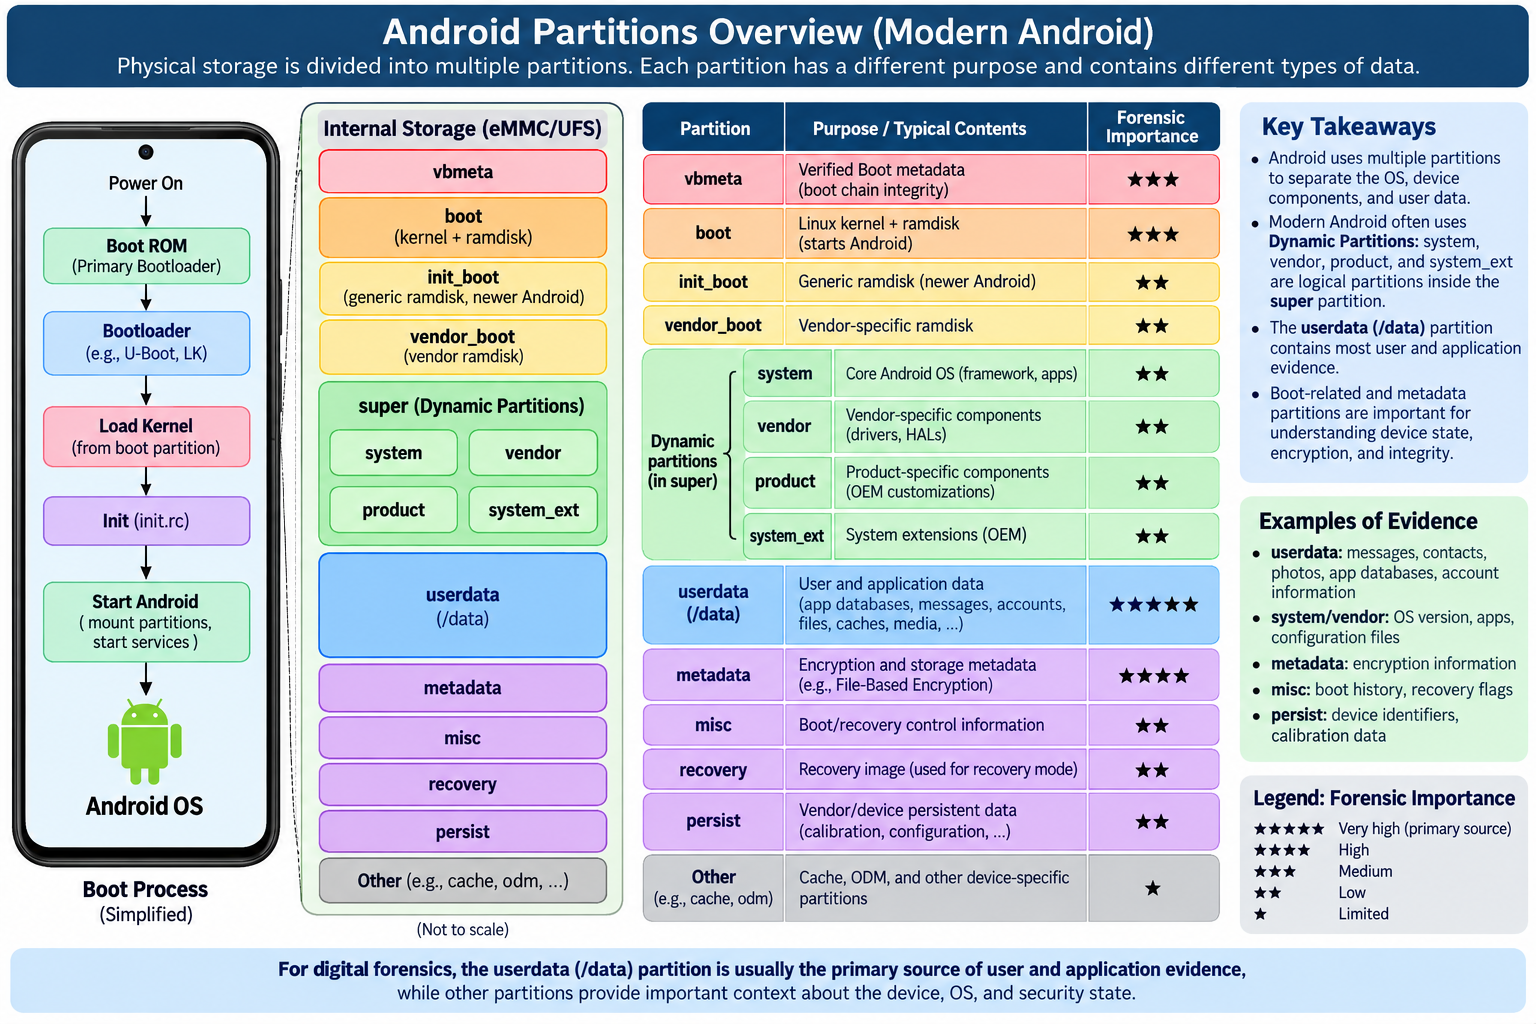 Android Partitions Overview (Modern Android)
Physical storage is divided into multiple partitions. Each partition has a different purpose and contains different types of data.
Power On
Boot ROM
(Primary Bootloader)
Bootloader
(e.g., U-Boot, LK)
Load Kernel
(from boot partition)
Init (init.rc)
Start Android
( mount partitions,
start services )
Android OS
Boot Process
(Simplified)
Internal Storage (eMMC/UFS)
vbmeta
boot
(kernel + ramdisk)
init_boot
(generic ramdisk, newer Android)
vendor_boot
(vendor ramdisk)
super (Dynamic Partitions)
system
vendor
product
system_ext
userdata
(/data)
metadata
misc
recovery
persist
Other (e.g., cache, odm, ...)
(Not to scale)
Partition
Purpose / Typical Contents
Forensic
Importance
vbmeta
Verified Boot metadata
(boot chain integrity)
★★★
boot
Linux kernel + ramdisk
(starts Android)
★★★
init_boot
Generic ramdisk (newer Android)
★★
vendor_boot
Vendor-specific ramdisk
★★
Dynamic
partitions
(in super)
system
Core Android OS (framework, apps)
★★
vendor
Vendor-specific components
(drivers, HALs)
★★
product
Product-specific components
(OEM customizations)
★★
system_ext
System extensions (OEM)
★★
userdata
(/data)
User and application data
(app databases, messages, accounts,
files, caches, media, ...)
★★★★★
metadata
Encryption and storage metadata
(e.g., File-Based Encryption)
★★★★
misc
Boot/recovery control information
★★
recovery
Recovery image (used for recovery mode)
★★
persist
Vendor/device persistent data
(calibration, configuration, ...)
★★
Other
(e.g., cache, odm)
Cache, ODM, and other device-specific
partitions
★
Key Takeaways
• Android uses multiple partitions
to separate the OS, device
components, and user data.
• Modern Android often uses
Dynamic Partitions: system,
vendor, product, and system_ext
are logical partitions inside the
super partition.
• The userdata (/data) partition
contains most user and application
evidence.
• Boot-related and metadata
partitions are important for
understanding device state,
encryption, and integrity.
Examples of Evidence
• userdata: messages, contacts,
photos, app databases, account
information
• system/vendor: OS version, apps,
configuration files
• metadata: encryption information
• misc: boot history, recovery flags
• persist: device identifiers,
calibration data
Legend: Forensic Importance
★★★★★ Very high (primary source)
★★★★ High
★★★ Medium
★★ Low
★ Limited
For digital forensics, the userdata (/data) partition is usually the primary source of user and application evidence,
while other partitions provide important context about the device, OS, and security state.